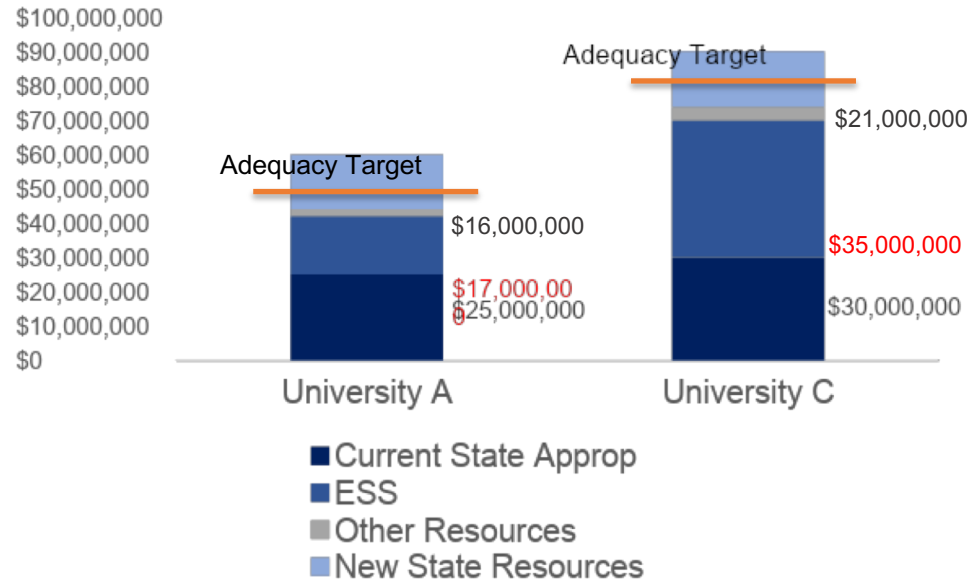 $100,000,000
$90,000,000
$80,000,000
$70,000,000
$60,000,000
$50,000,000
$40,000,000
$30,000,000
$20,000,000
$10,000,000
$0
Adequacy Target
$16,000,000
$17,000,00
0
$25,000,000
Adequacy Target
$21,000,000
$35,000,000
$30,000,000
University A
University C
Current State Approp
ESS
Other Resources
New State Resources